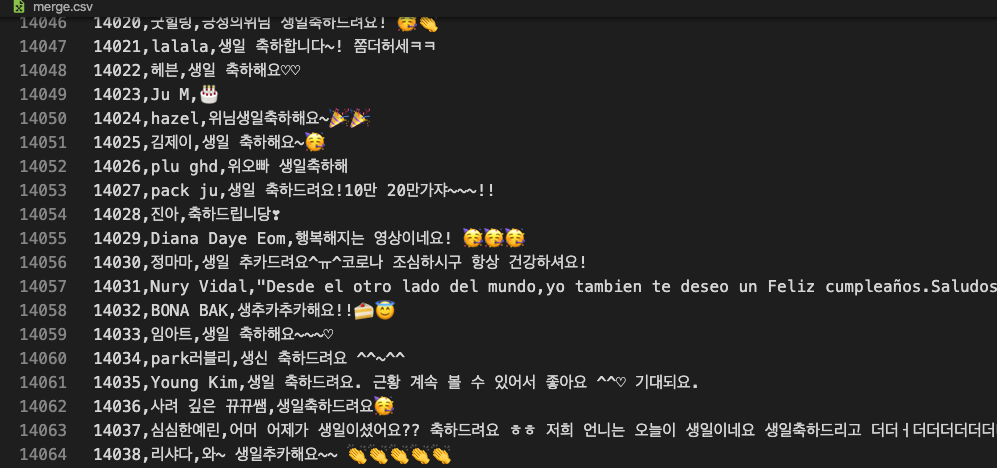 merge.csv
14046 14020,굿힐링,긍정의위님 생일축하드려요! 🥳👏
14047 14021,lalala,생일 축하합니다~! 쫌더허세ㅋㅋ
14048 14022,헤븐,생일 축하해요♡♡
14049 14023,Ju M,🎂
14050 14024,hazel,위님생일축하해요~🎉🎉
14051 14025,김제이,생일 축하해요~🥳
14052 14026,plu ghd,위오빠 생일축하해
14053 14027,pack ju,생일 축하드려요!10만 20만가쟈~~~!!
14054 14028,진아,축하드립니당❣
14055 14029,Diana Daye Eom,행복해지는 영상이네요! 🥳🥳🥳
14056 14030,정마마,생일 추카드려요^ㅠ^코로나 조심하시구 항상 건강하셔요!
14057 14031,Nury Vidal,"Desde el otro lado del mundo,yo tambien te deseo un Feliz cumpleaños.Saludos
14058 14032,BONA BAK,생추카추카해요!!🍰😇
14059 14033,임아트,생일 축하해요~~~♡
14060 14034,park러블리,생신 축하드려요 ^^~^^
14061 14035,Young Kim,생일 축하드려요. 근황 계속 볼 수 있어서 좋아요 ^^♡ 기대되요.
14062 14036,사려 깊은 뀨뀨쌤,생일축하드려요🥳
14063 14037,심심한예린,어머 어제가 생일이셨어요?? 축하드려요 ㅎㅎ 저희 언니는 오늘이 생일이네요 생일축하드리고 더더ㅓ더더더더더더
14064 14038,리샤다,와~ 생일추카해요~~ 👏👏👏👏👏